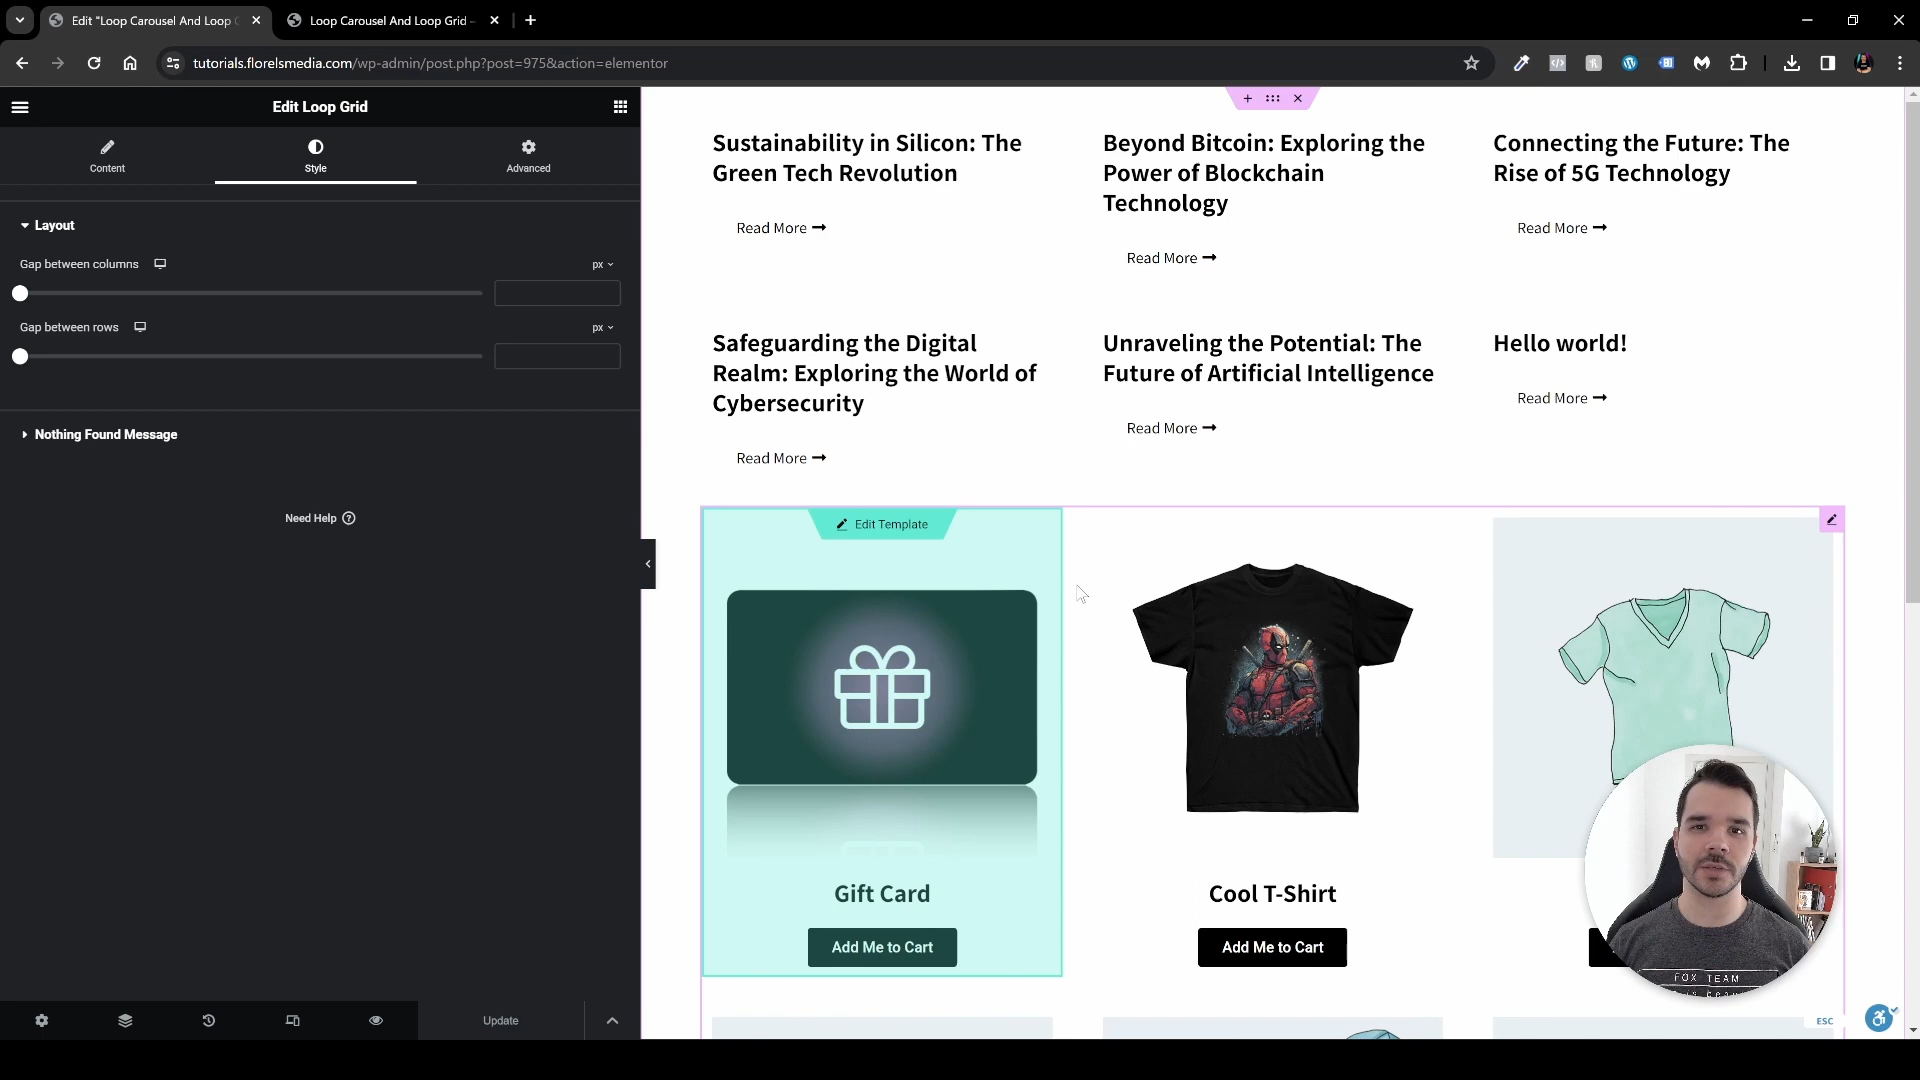 Edit "Loop Carousel And Loop G
Loop Carousel And Loop Grid -
tutorials.florelsmedia.com/wp-admin/post.php?post=975&action=elementor
Edit Loop Grid
Content
Style
Advanced
Layout
Gap between columns
px
Gap between rows
px
Nothing Found Message
Need Help
Update
Sustainability in Silicon: The
Green Tech Revolution
Read More
Beyond Bitcoin: Exploring the
Power of Blockchain
Technology
Read More
Connecting the Future: The
Rise of 5G Technology
Read More
Safeguarding the Digital
Realm: Exploring the World of
Cybersecurity
Read More
Unraveling the Potential: The
Future of Artificial Intelligence
Read More
Hello world!
Read More
Edit Template
Gift Card
Add Me to Cart
Cool T-Shirt
Add Me to Cart
FOX TEAM
ESC